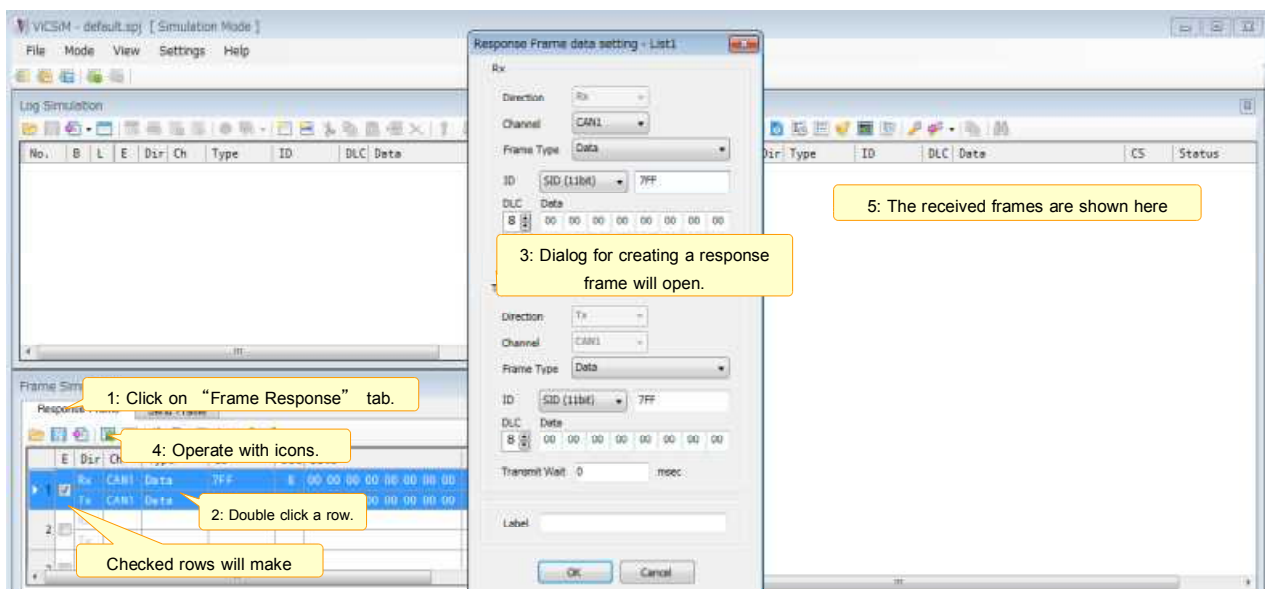 ViCSiM - default.spj [ Simulation Mode ]
File Mode View Settings Help
Log Simulation
No. B L E Dir Ch Type ID DLC Data
Dir Type ID DLC Data CS Status
5: The received frames are shown here
Response Frame data setting - List1
Rx
Direction Rx
Channel CAN1
Frame Type Data
ID SID (11bit) 7FF
DLC Data
8 00 00 00 00 00 00 00 00
3: Dialog for creating a response
frame will open.
Direction Tx
Channel CAN1
Frame Type Data
ID SID (11bit) 7FF
DLC Data
8 00 00 00 00 00 00 00 00
Transmit Wait 0 msec
Label
OK Cancel
1: Click on “Frame Response” tab.
4: Operate with icons.
E Dir
1 Rx CAN1 Data 7FF 8 00 00 00 00 00 00 00 00
Tx CAN1 Data 00 00 00 00 00
2: Double click a row.
2
Checked rows will make